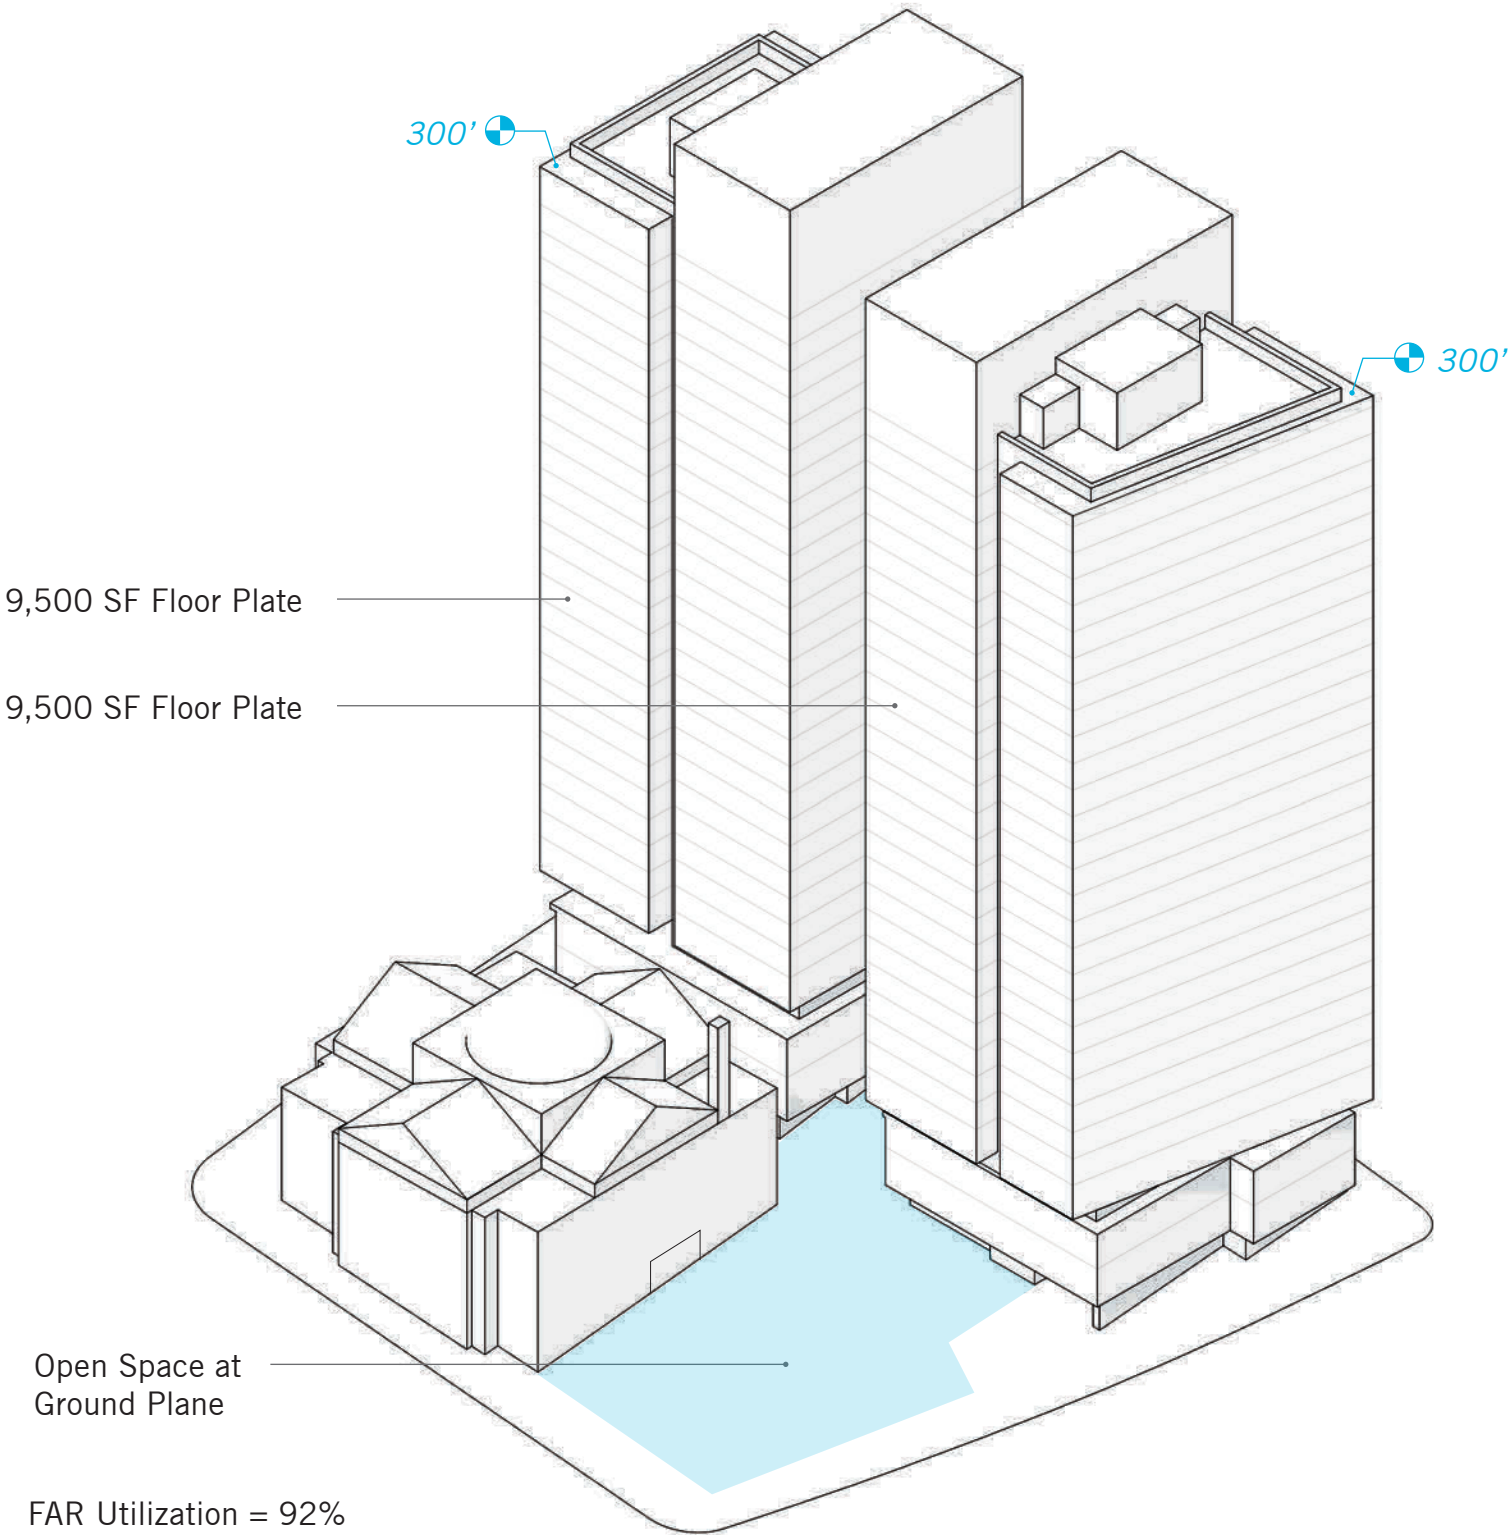 300’
300’
9,500 SF Floor Plate
9,500 SF Floor Plate
Open Space at
Ground Plane
FAR Utilization = 92%